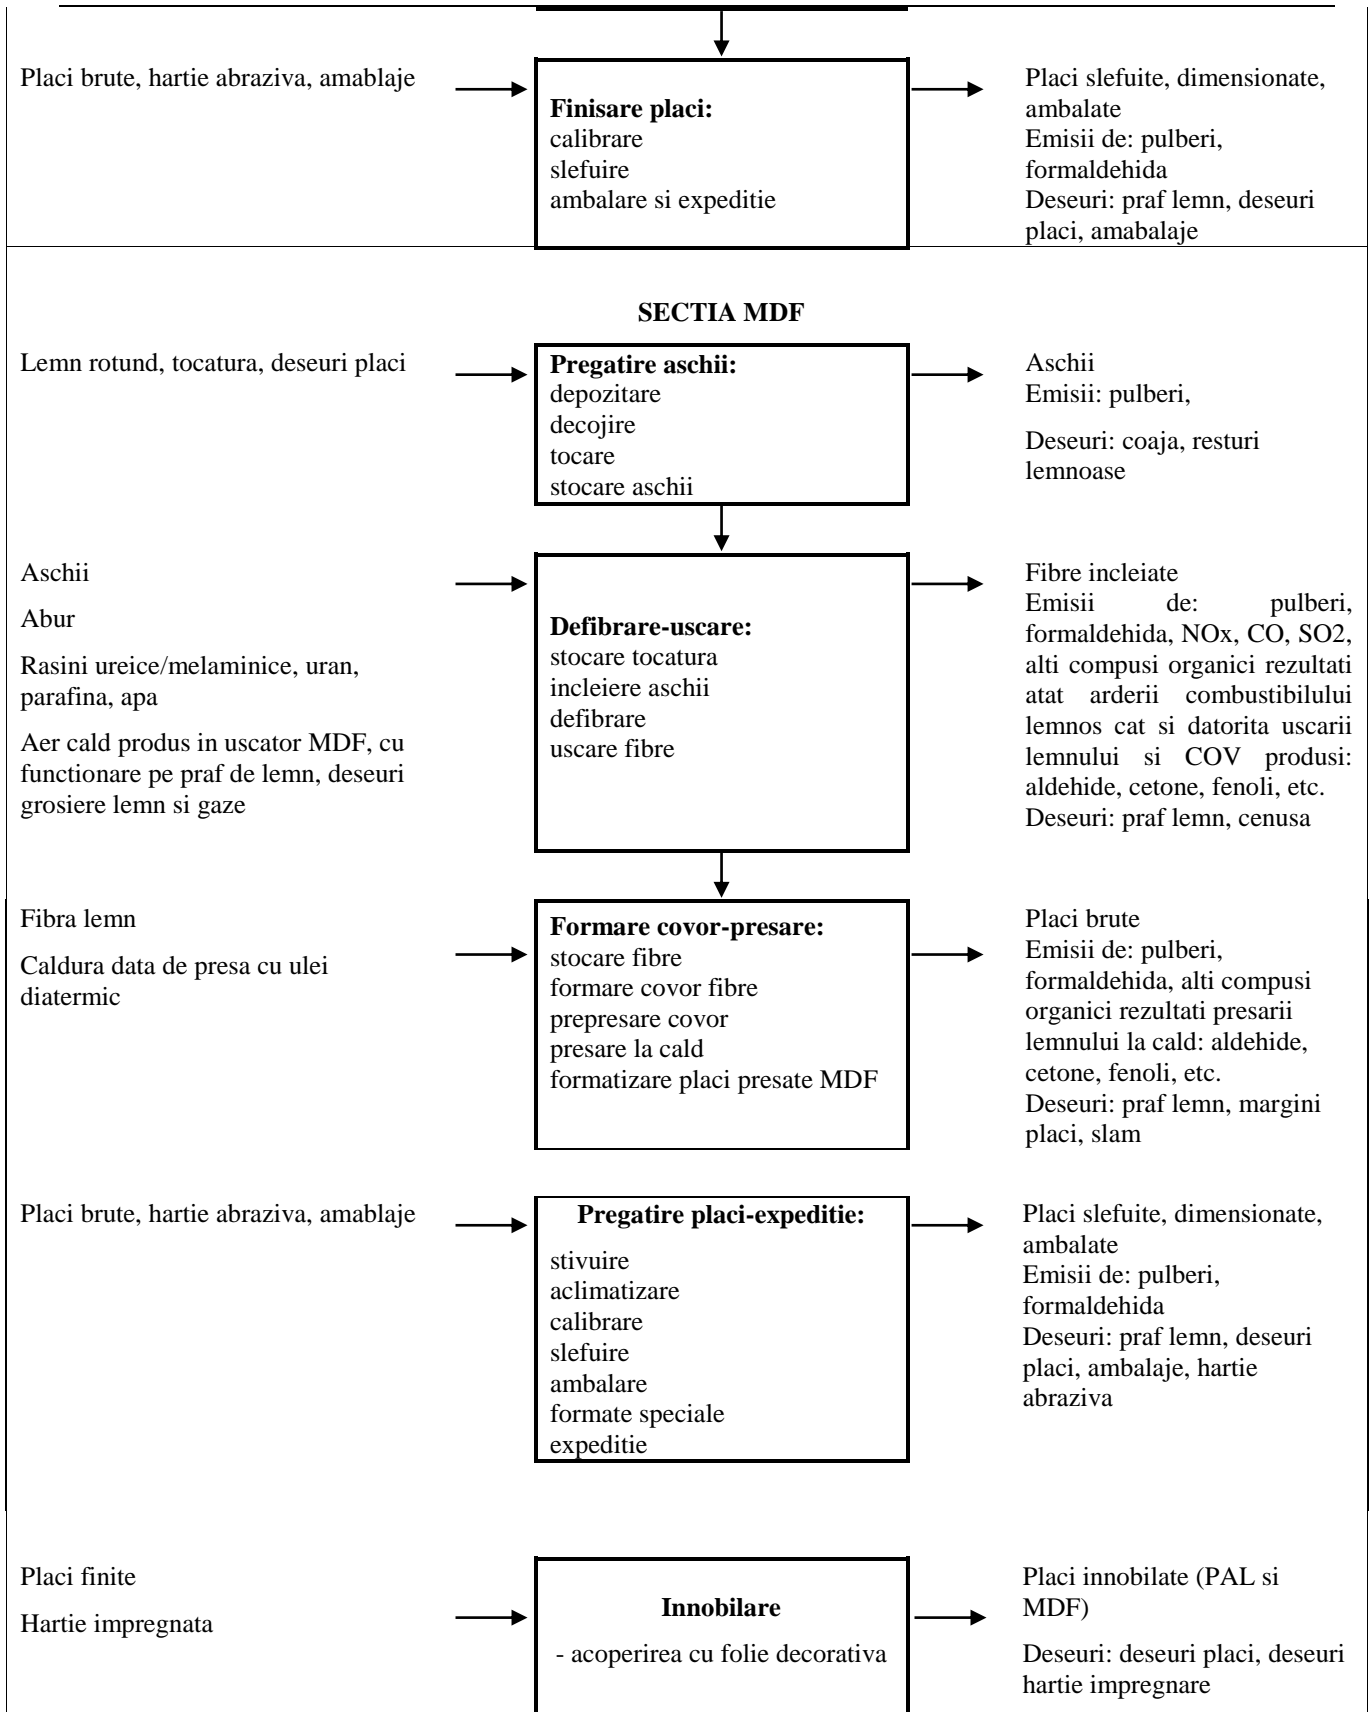 Placi brute, hartie abraziva, amablaje
Finisare placi:
calibrare
slefuire
ambalare si expeditie
Placi slefuite, dimensionate,
ambalate
Emisii de: pulberi,
formaldehida
Deseuri: praf lemn, deseuri
placi, amabalaje
SECTIA MDF
Lemn rotund, tocatura, deseuri placi
Pregatire aschii:
depozitare
decojire
tocare
stocare aschii
Aschii
Emisii: pulberi,
Deseuri: coaja, resturi
lemnoase
Aschii
Abur
Rasini ureice/melaminice, uran,
parafina, apa
Aer cald produs in uscator MDF, cu
functionare pe praf de lemn, deseuri
grosiere lemn si gaze
Defibrare-uscare:
stocare tocatura
incleiere aschii
defibrare
uscare fibre
Fibre incleiate
Emisii de: pulberi,
formaldehida, NOx, CO, SO2,
alti compusi organici rezultati
atat arderii combustibilului
lemnos cat si datorita uscarii
lemnului si COV produsi:
aldehide, cetone, fenoli, etc.
Deseuri: praf lemn, cenusa
Fibra lemn
Caldura data de presa cu ulei
diatermic
Formare covor-presare:
stocare fibre
formare covor fibre
prepresare covor
presare la cald
formatizare placi presate MDF
Placi brute
Emisii de: pulberi,
formaldehida, alti compusi
organici rezultati presarii
lemnului la cald: aldehide,
cetone, fenoli, etc.
Deseuri: praf lemn, margini
placi, slam
Placi brute, hartie abraziva, amablaje
Pregatire placi-expeditie:
stivuire
aclimatizare
calibrare
slefuire
ambalare
formate speciale
expeditie
Placi slefuite, dimensionate,
ambalate
Emisii de: pulberi,
formaldehida
Deseuri: praf lemn, deseuri
placi, ambalaje, hartie
abraziva
Placi finite
Hartie impregnata
Innobilare
- acoperirea cu folie decorativa
Placi innobilate (PAL si
MDF)
Deseuri: deseuri placi, deseuri
hartie impregnare